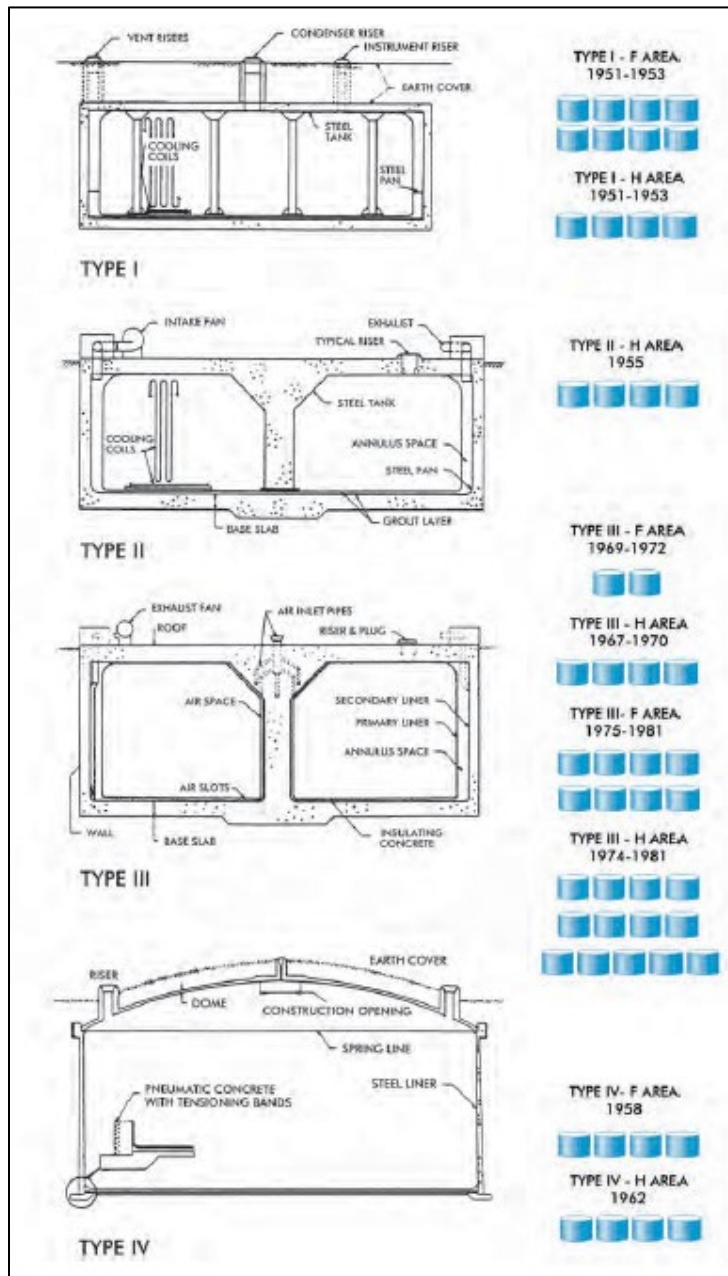 VENT RISERS
CONDENSER RISER
INSTRUMENT RISER
EARTH COVER
STEEL
TANK
COOLING
COILS
STEEL
PAN
TYPE I
TYPE I - F AREA
1951-1953
TYPE I - H AREA
1951-1953
INTAKE FAN
EXHALIST
TYPICAL RISER
STEEL TANK
COOLING
COILS
ANNULUS SPACE
STEEL PAN
BASE SLAB
GROUT LAYER
TYPE II
TYPE II - H AREA
1955
EXHAUST FAN
ROOF
AIR INLET PIPES
RISER & PLUG
AIR SPACE
SECONDARY LINER
PRIMARY LINER
ANNULUS SPACE
AIR SLOTS
WALL
BASE SLAB
INSULATING
CONCRETE
TYPE III
TYPE III - F AREA
1969-1972
TYPE III - H AREA
1967-1970
TYPE III- F AREA
1975-1981
TYPE III - H AREA
1974-1981
RISER
EARTH COVER
DOME
CONSTRUCTION OPENING
SPRING LINE
PNEUMATIC CONCRETE
WITH TENSIONING BANDS
STEEL LINER
TYPE IV
TYPE IV- F AREA
1958
TYPE IV - H AREA
1962